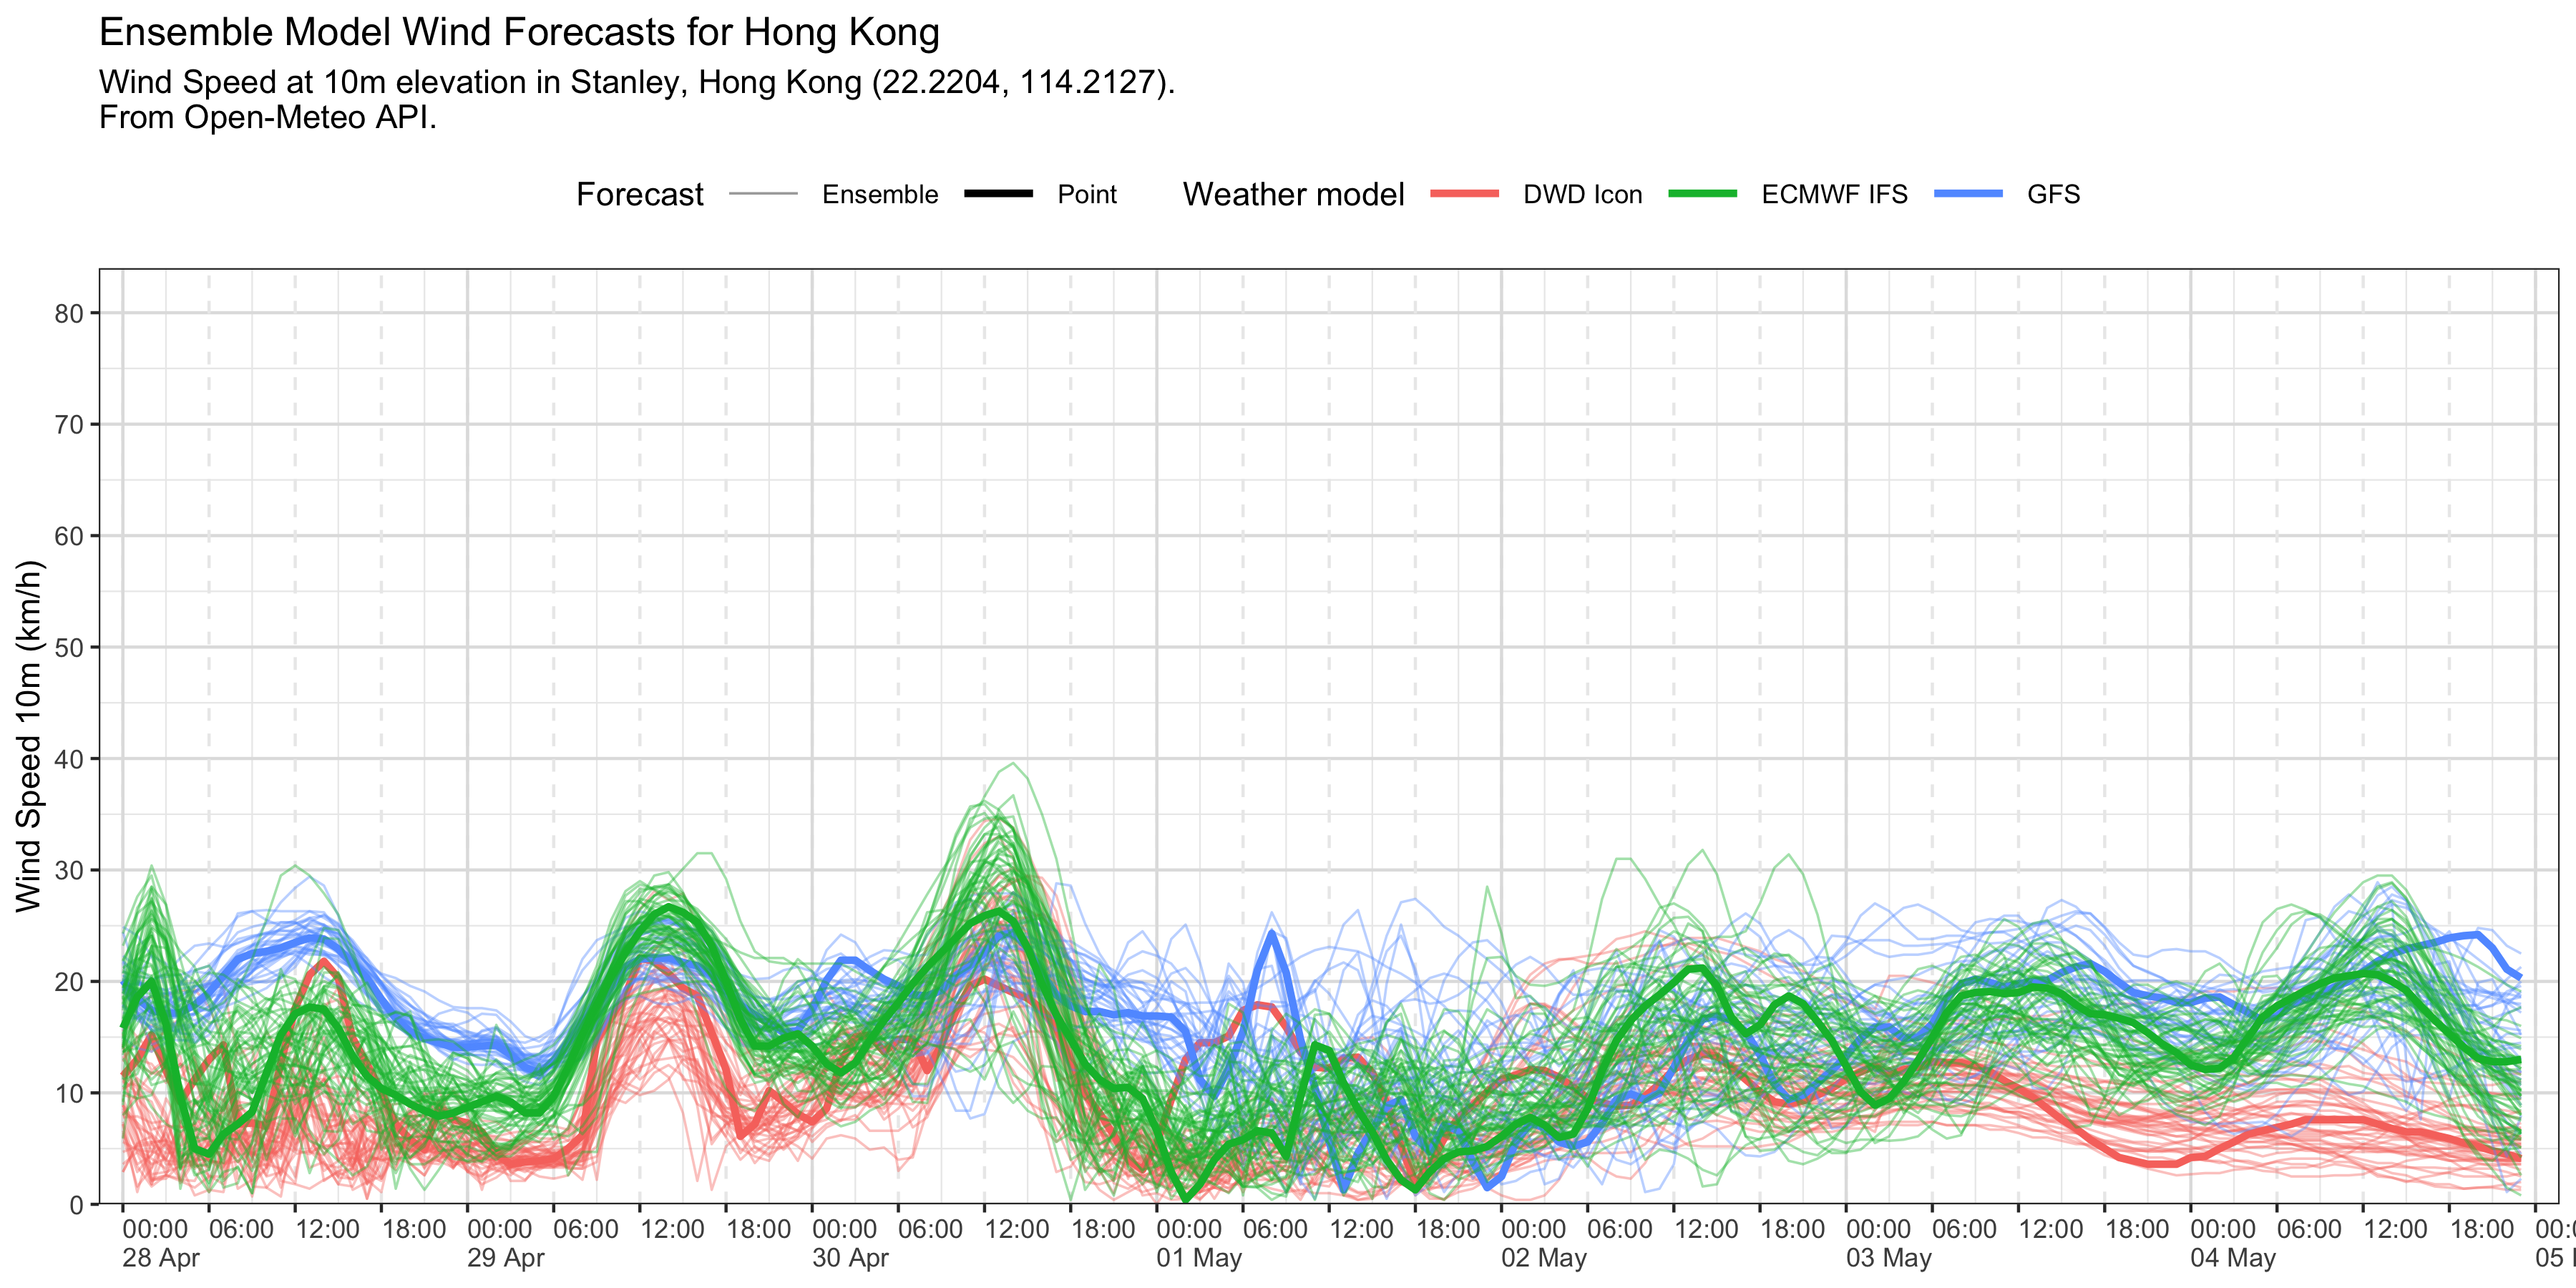 Ensemble Model Wind Forecasts for Hong Kong
Wind Speed at 10m elevation in Stanley, Hong Kong (22.2204, 114.2127).
From Open-Meteo API.
Forecast Ensemble Point Weather model DWD Icon ECMWF IFS GFS
Wind Speed 10m (km/h)
80
70
60
50
40
30
20
10
0
00:00 06:00 12:00 18:00 00:00 06:00 12:00 18:00 00:00 06:00 12:00 18:00 00:00 06:00 12:00 18:00 00:00 06:00 12:00 18:00 00:00 06:00 12:00 18:00 00:00 06:00 12:00 18:00
28 Apr 29 Apr 30 Apr 01 May 02 May 03 May 04 May 05